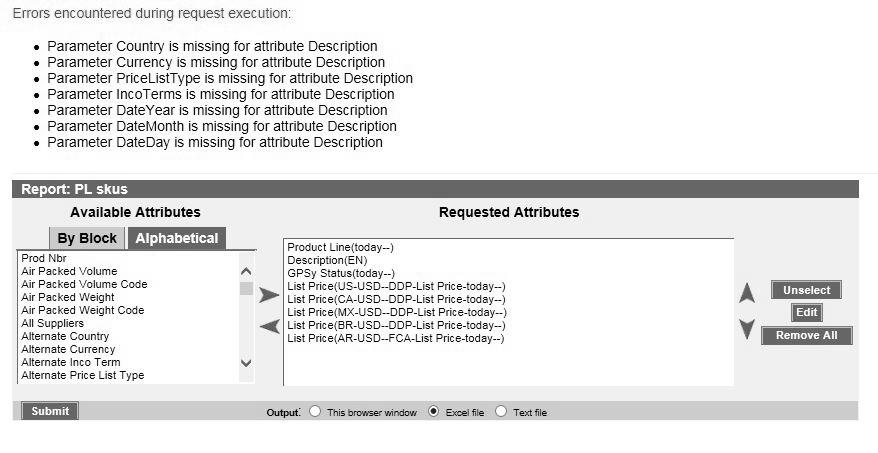 Errors encountered during request execution:
Parameter Country is missing for attribute Description
Parameter Currency is missing for attribute Description
Parameter PriceListType is missing for attribute Description
Parameter IncoTerms is missing for attribute Description
Parameter DateYear is missing for attribute Description
Parameter DateMonth is missing for attribute Description
Parameter DateDay is missing for attribute Description
Report: PL skus
Available Attributes
By Block
Alphabetical
Prod Nbr
Air Packed Volume
Air Packed Volume Code
Air Packed Weight
Air Packed Weight Code
All Suppliers
Alternate Country
Alternate Currency
Alternate Inco Term
Alternate Price List Type
Requested Attributes
Product Line(today--)
Description(EN)
GPSy Status(today--)
List Price(US-USD--DDP-List Price-today--)
List Price(CA-USD--DDP-List Price-today--)
List Price(MX-USD--DDP-List Price-today--)
List Price(BR-USD--DDP-List Price-today--)
List Price(AR-USD--FCA-List Price-today--)
Unselect
Edit
Remove All
Submit
Output: This browser window Excel file Text file